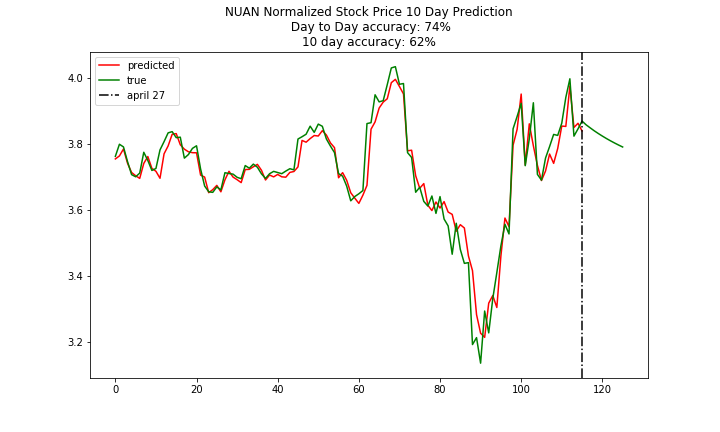 NUAN Normalized Stock Price 10 Day Prediction
Day to Day accuracy: 74%
10 day accuracy: 62%
predicted
true
april 27
4.0
3.8
3.6
3.4
3.2
0 20 40 60 80 100 120